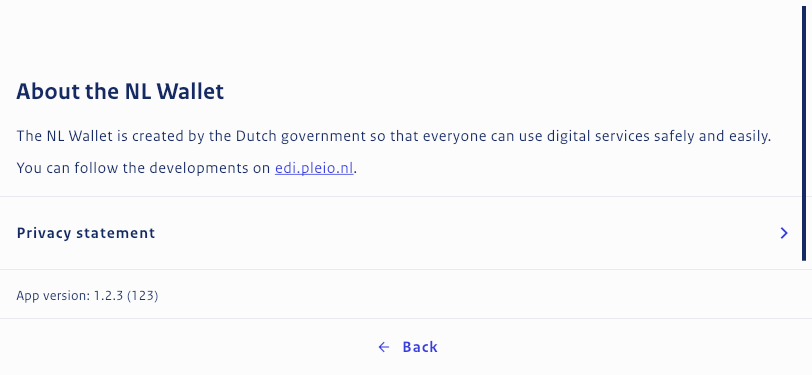 About the NL Wallet
The NL Wallet is created by the Dutch government so that everyone can use digital services safely and easily.
You can follow the developments on edi.pleio.nl.
Privacy statement
App version: 1.2.3 (123)
Back